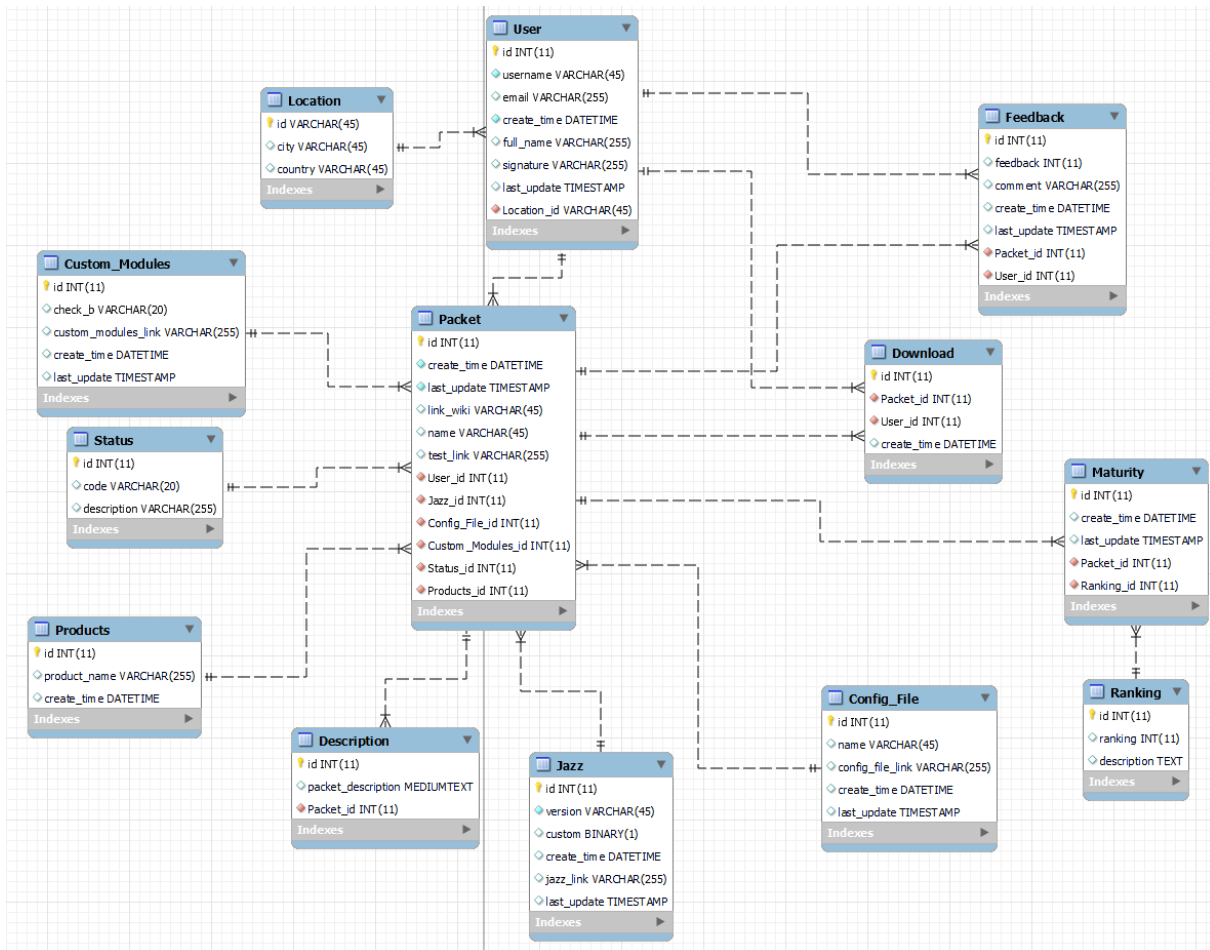 User
id INT(11)
username VARCHAR(45)
email VARCHAR(255)
create_time DATETIME
full_name VARCHAR(255)
signature VARCHAR(255)
last_update TIMESTAMP
Location_id VARCHAR(45)
Indexes
Location
id VARCHAR(45)
city VARCHAR(45)
country VARCHAR(45)
Indexes
Feedback
id INT(11)
feedback INT(11)
comment VARCHAR(255)
create_time DATETIME
last_update TIMESTAMP
Packet_id INT(11)
User_id INT(11)
Indexes
Custom_Modules
id INT(11)
check_b VARCHAR(20)
custom_modules_link VARCHAR(255)
create_time DATETIME
last_update TIMESTAMP
Indexes
Packet
id INT(11)
create_time DATETIME
last_update TIMESTAMP
link_wiki VARCHAR(45)
name VARCHAR(45)
test_link VARCHAR(255)
User_id INT(11)
Jazz_id INT(11)
Config_File_id INT(11)
Custom_Modules_id INT(11)
Status_id INT(11)
Products_id INT(11)
Indexes
Download
id INT(11)
Packet_id INT(11)
User_id INT(11)
create_time DATETIME
Indexes
Status
id INT(11)
code VARCHAR(20)
description VARCHAR(255)
Indexes
Maturity
id INT(11)
create_time DATETIME
last_update TIMESTAMP
Packet_id INT(11)
Ranking_id INT(11)
Indexes
Products
id INT(11)
product_name VARCHAR(255)
create_time DATETIME
Indexes
Description
id INT(11)
packet_description MEDIUMTEXT
Packet_id INT(11)
Indexes
Jazz
id INT(11)
version VARCHAR(45)
custom BINARY(1)
create_time DATETIME
jazz_link VARCHAR(255)
last_update TIMESTAMP
Indexes
Config_File
id INT(11)
name VARCHAR(45)
config_file_link VARCHAR(255)
create_time DATETIME
last_update TIMESTAMP
Indexes
Ranking
id INT(11)
ranking INT(11)
description TEXT
Indexes